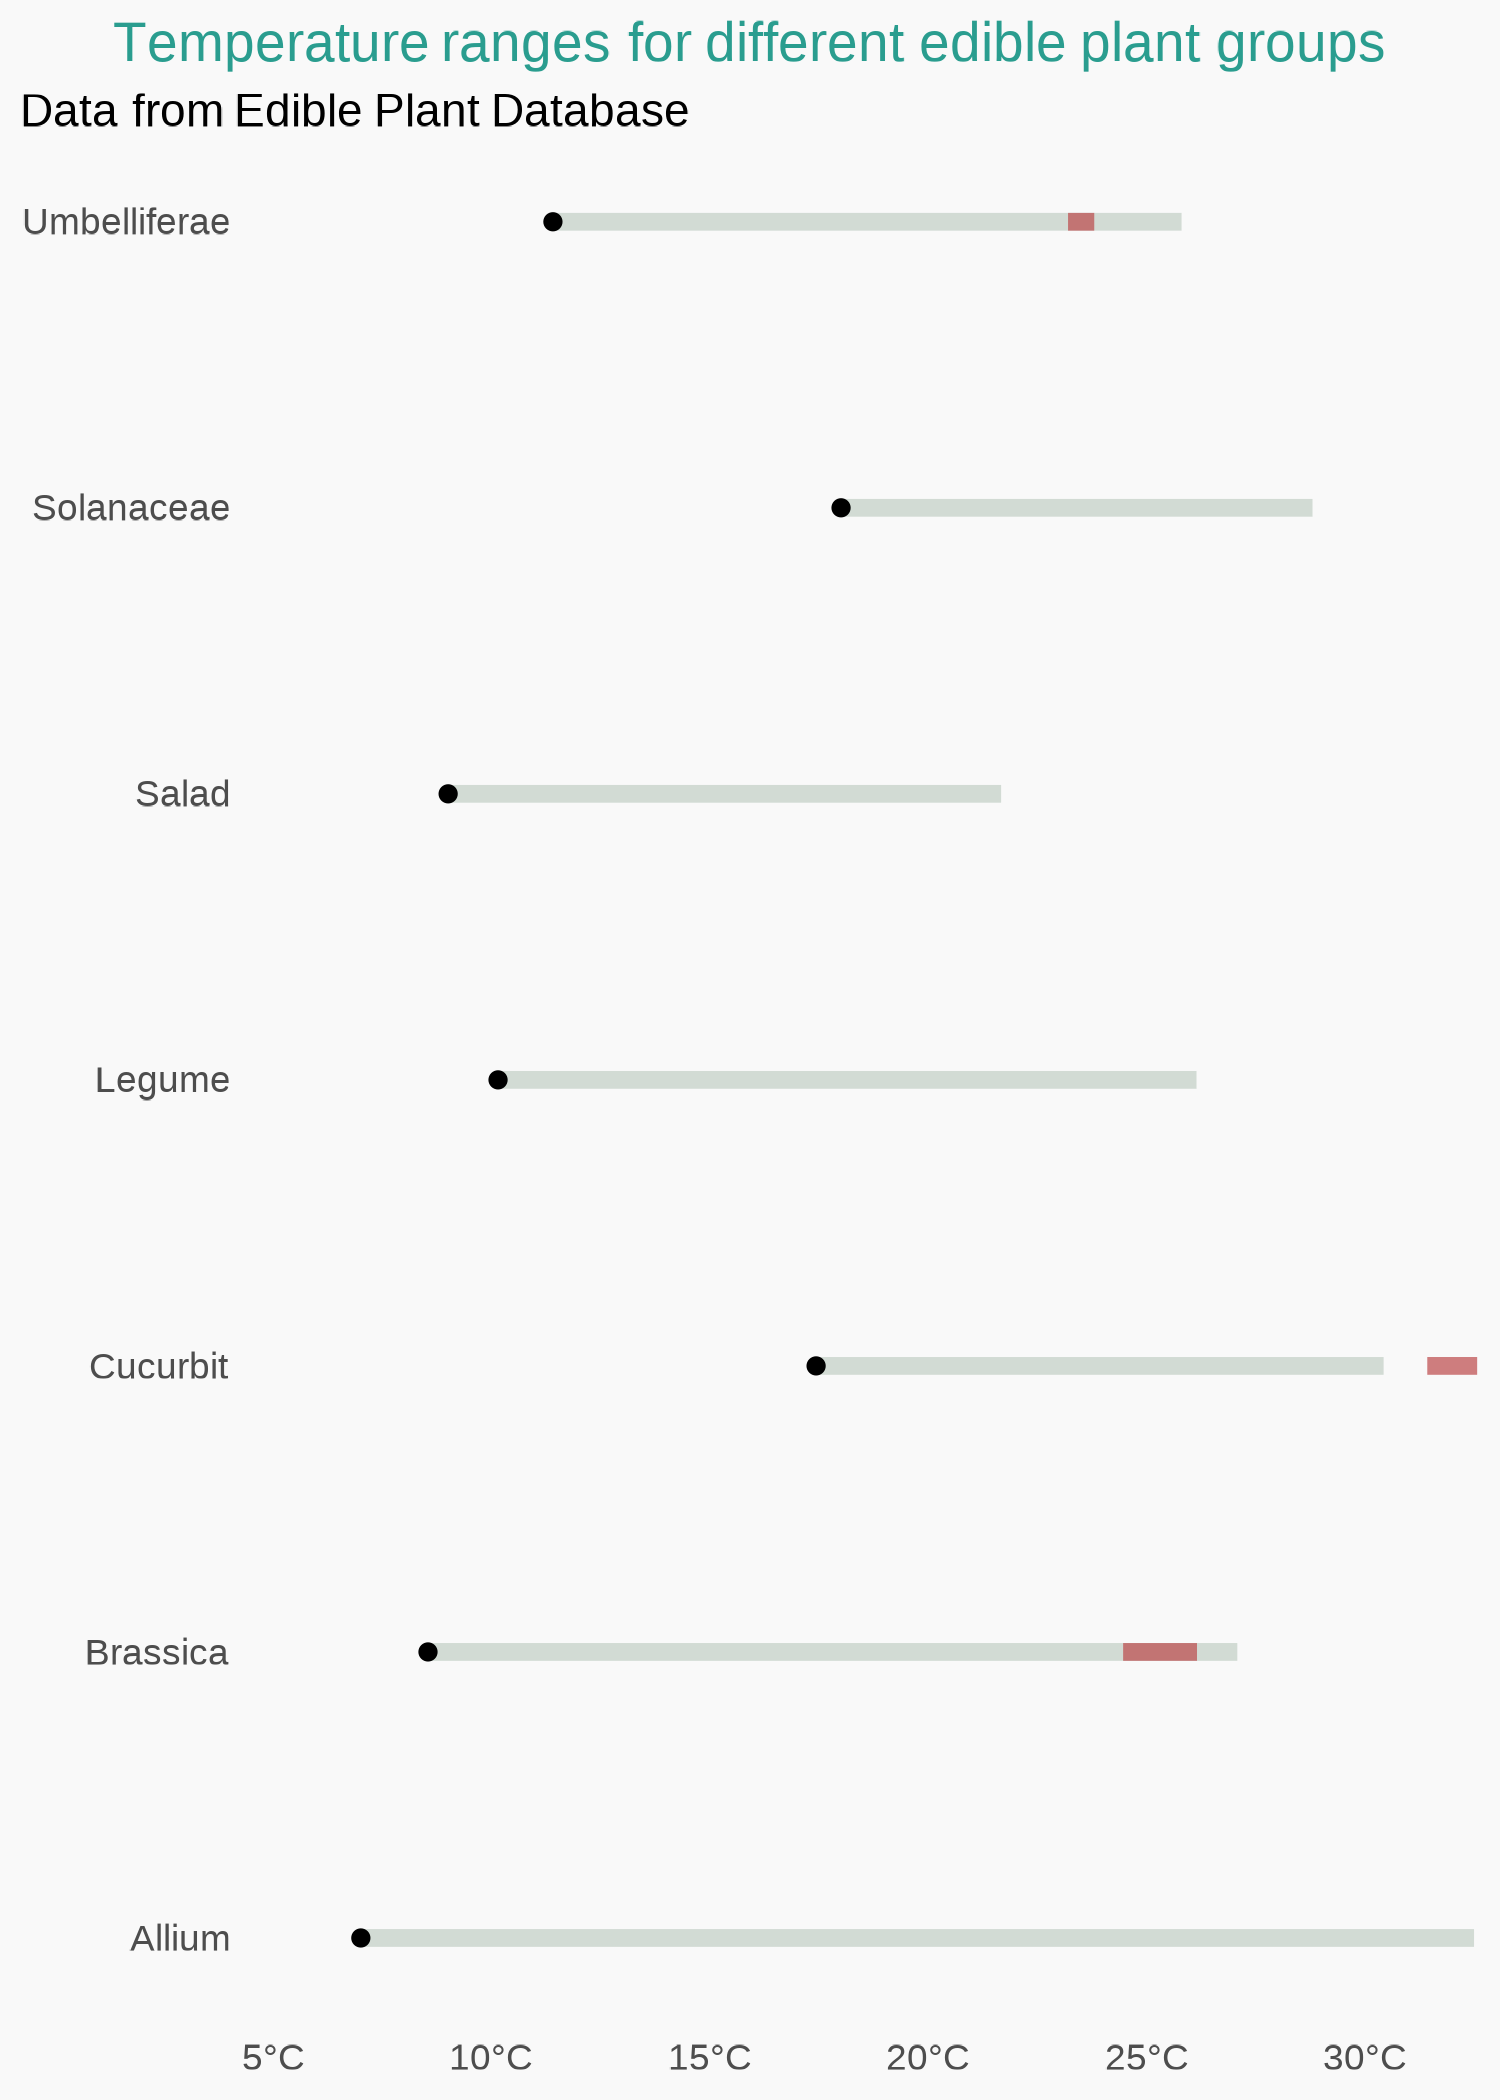 Temperature ranges for different edible plant groups
Data from Edible Plant Database
Umbelliferae
Solanaceae
Salad
Legume
Cucurbit
Brassica
Allium
5°C 10°C 15°C 20°C 25°C 30°C